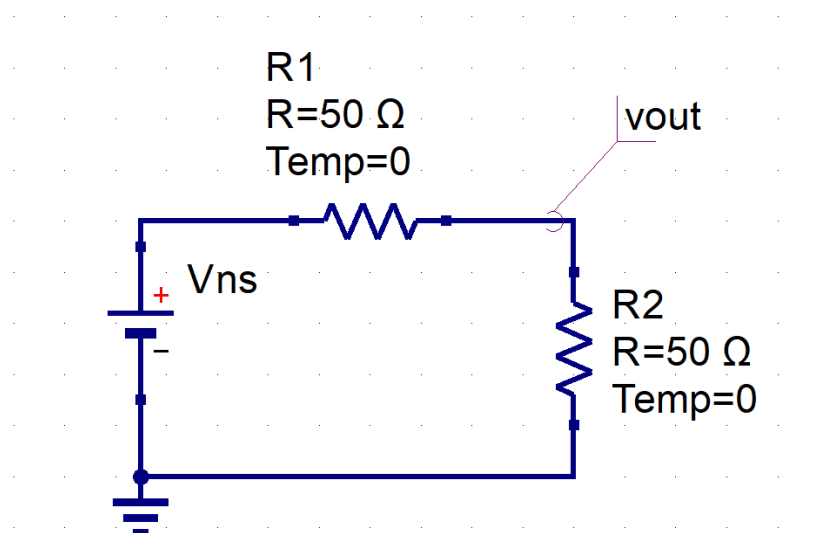 R1
R=50 Ω
Temp=0
vout
+
Vns
−
R2
R=50 Ω
Temp=0